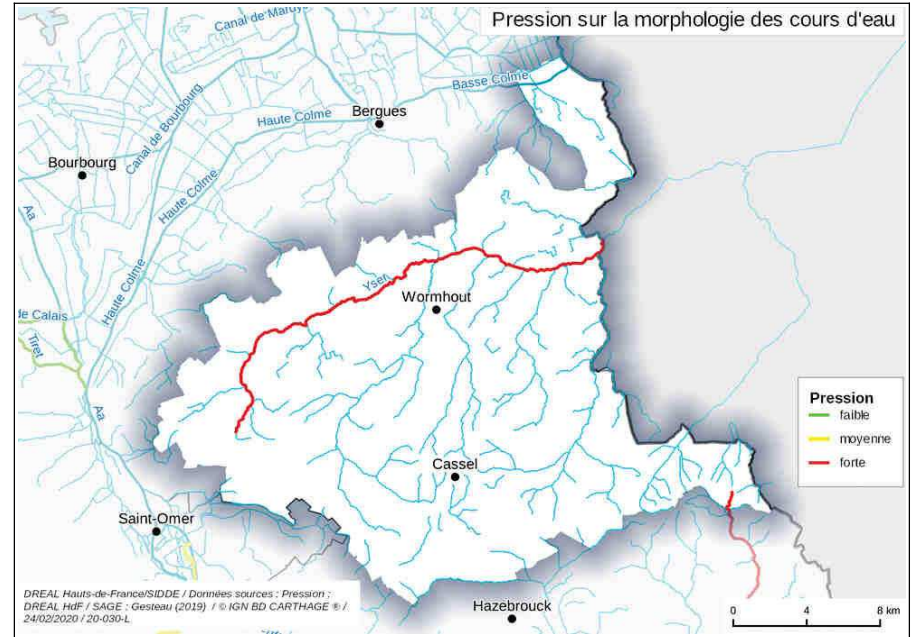 Pression sur la morphologie des cours d'eau
Canal de
Basse Colme
Bergues
Haute Colme
Canal de Bourbourg
Bourbourg
Haute Colme
Aa
Yser
Haute Colme
Wormhout
de Calais
Tiret
Pression
faible
moyenne
forte
Aa
Cassel
Saint-Omer
DREAL Hauts-de-France/SIDDE / Données sources : Pression :
DREAL HdF / SAGE : Gesteau (2019) / © IGN BD CARTHAGE ® /
24/02/2020 / 20-030-L
Hazebrouck
0 4 8 km